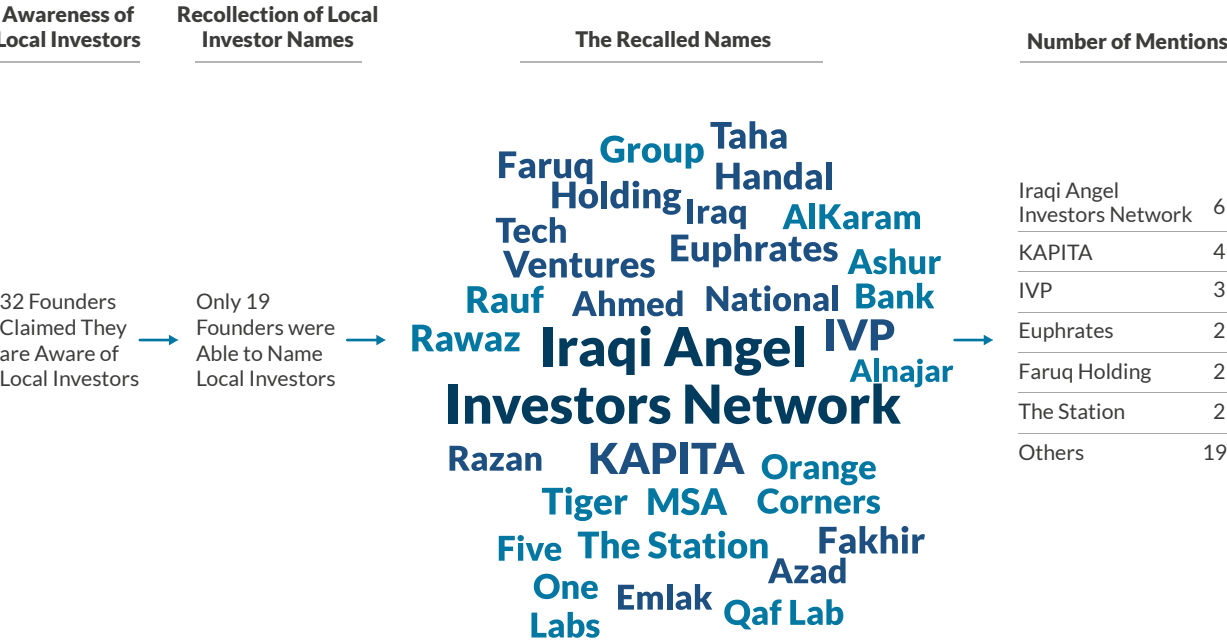 Awareness of
Local Investors
Recollection of Local
Investor Names
The Recalled Names
Number of Mentions
32 Founders
Claimed They
are Aware of
Local Investors
Only 19
Founders were
Able to Name
Local Investors
Taha
Group
Faruq
Handal
Holding
Iraq
AlKaram
Tech
Euphrates
Ventures
Ashur
Rauf
Ahmed
National
Bank
Rawaz
Iraqi Angel
IVP
Alnajar
Investors Network
Razan
KAPITA
Orange
Tiger
MSA
Corners
Five
The Station
Fakhir
Azad
One
Emlak
Qaf Lab
Labs
Iraqi Angel
Investors Network 6
KAPITA 4
IVP 3
Euphrates 2
Faruq Holding 2
The Station 2
Others 19